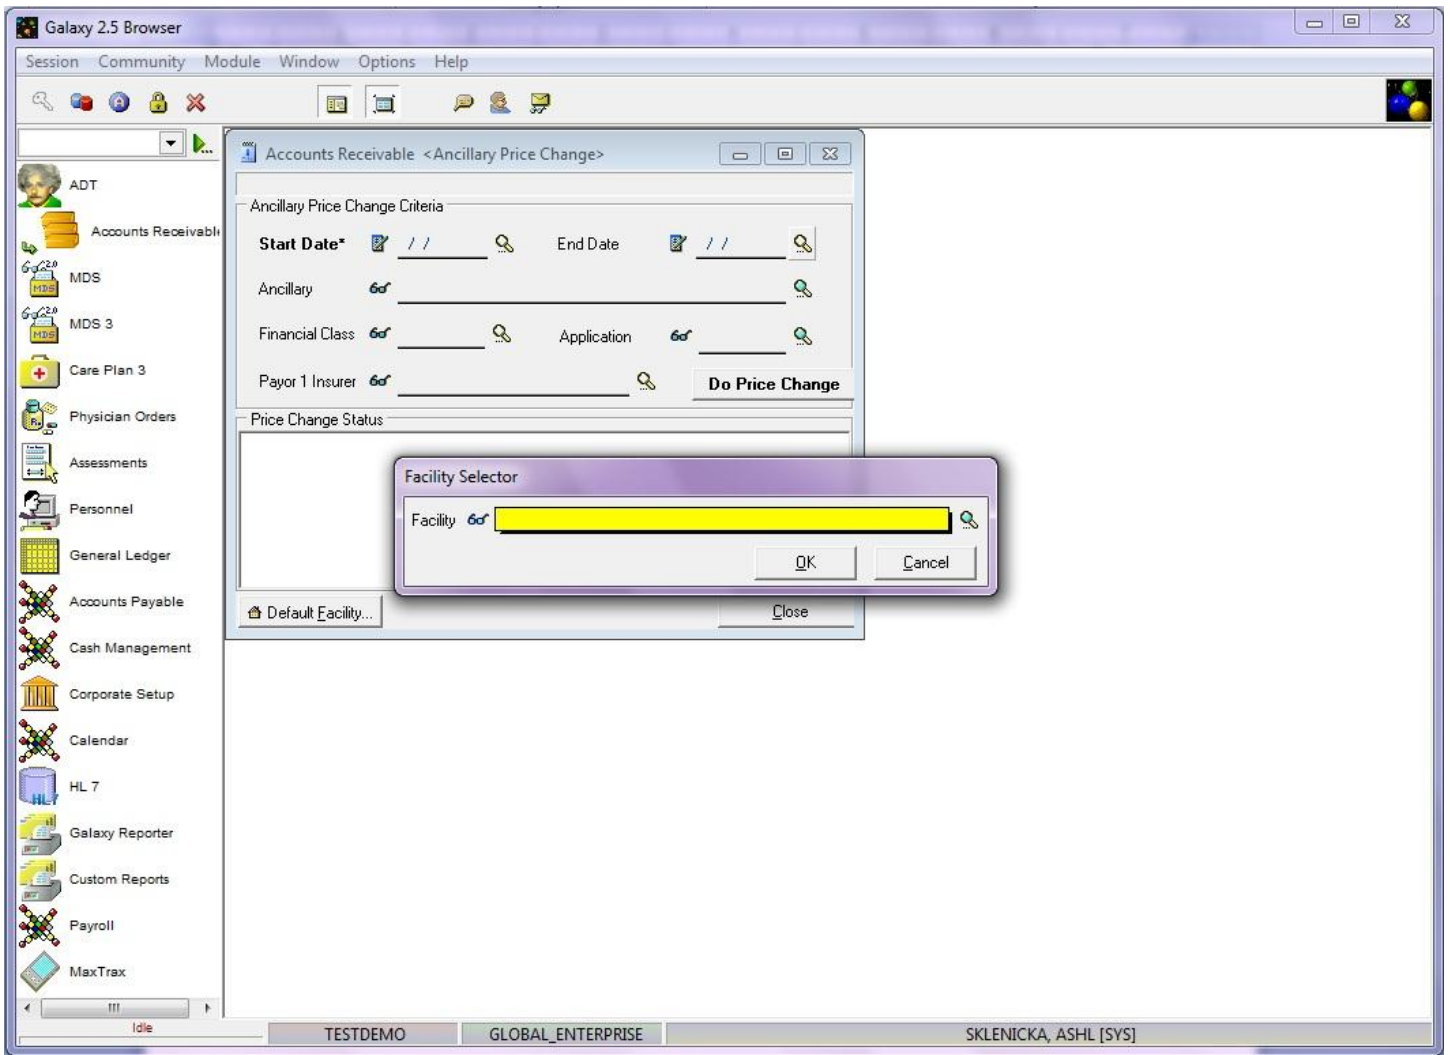 Galaxy 2.5 Browser
Session Community Module Window Options Help
Accounts Receivable <Ancillary Price Change>
ADT
Accounts Receivabl
MDS
MDS 3
Care Plan 3
Physician Orders
Assessments
Personnel
General Ledger
Accounts Payable
Cash Management
Corporate Setup
Calendar
HL 7
Galaxy Reporter
Custom Reports
Payroll
MaxTrax
Ancillary Price Change Criteria
Start Date* / / End Date / /
Ancillary
Financial Class Application
Payor 1 Insurer Do Price Change
Price Change Status
Facility Selector
Facility
OK Cancel
Default Facility... Close
Idle TESTDEMO GLOBAL_ENTERPRISE SKLENICKA, ASHL [SYS]